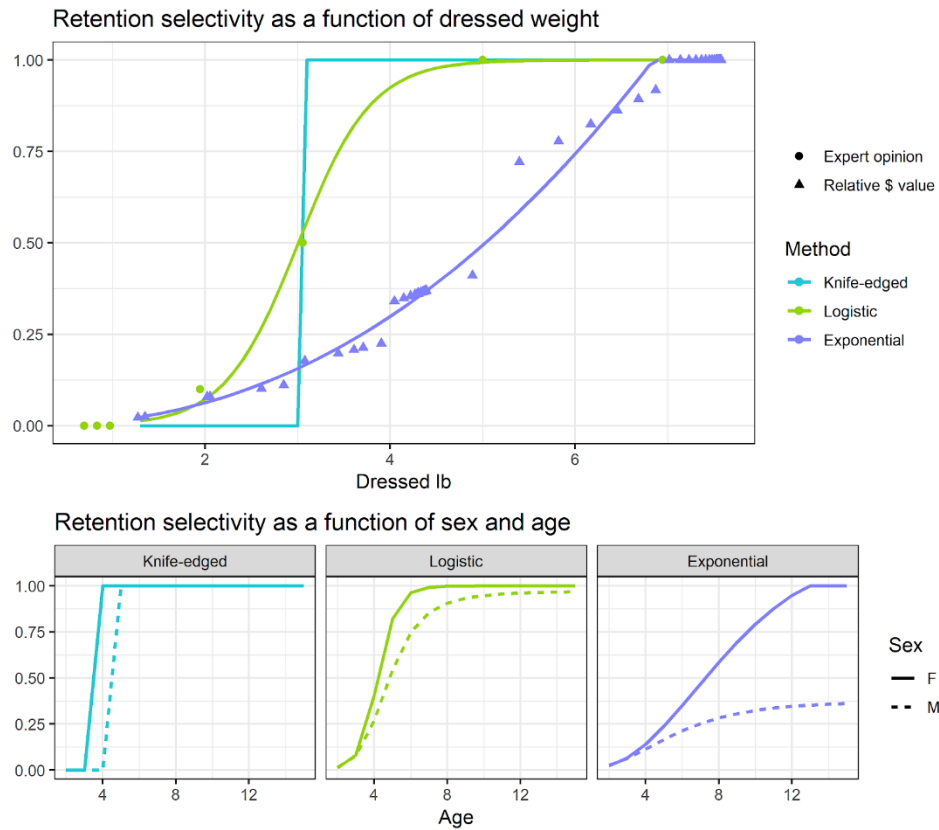 Retention selectivity as a function of dressed weight
1.00
0.75
0.50
0.25
0.00
2
4
6
Dressed lb
Expert opinion
Relative $ value
Method
Knife-edged
Logistic
Exponential
Retention selectivity as a function of sex and age
Knife-edged
Logistic
Exponential
1.00
0.75
0.50
0.25
0.00
4 8 12
4 8 12
4 8 12
Age
Sex
F
M